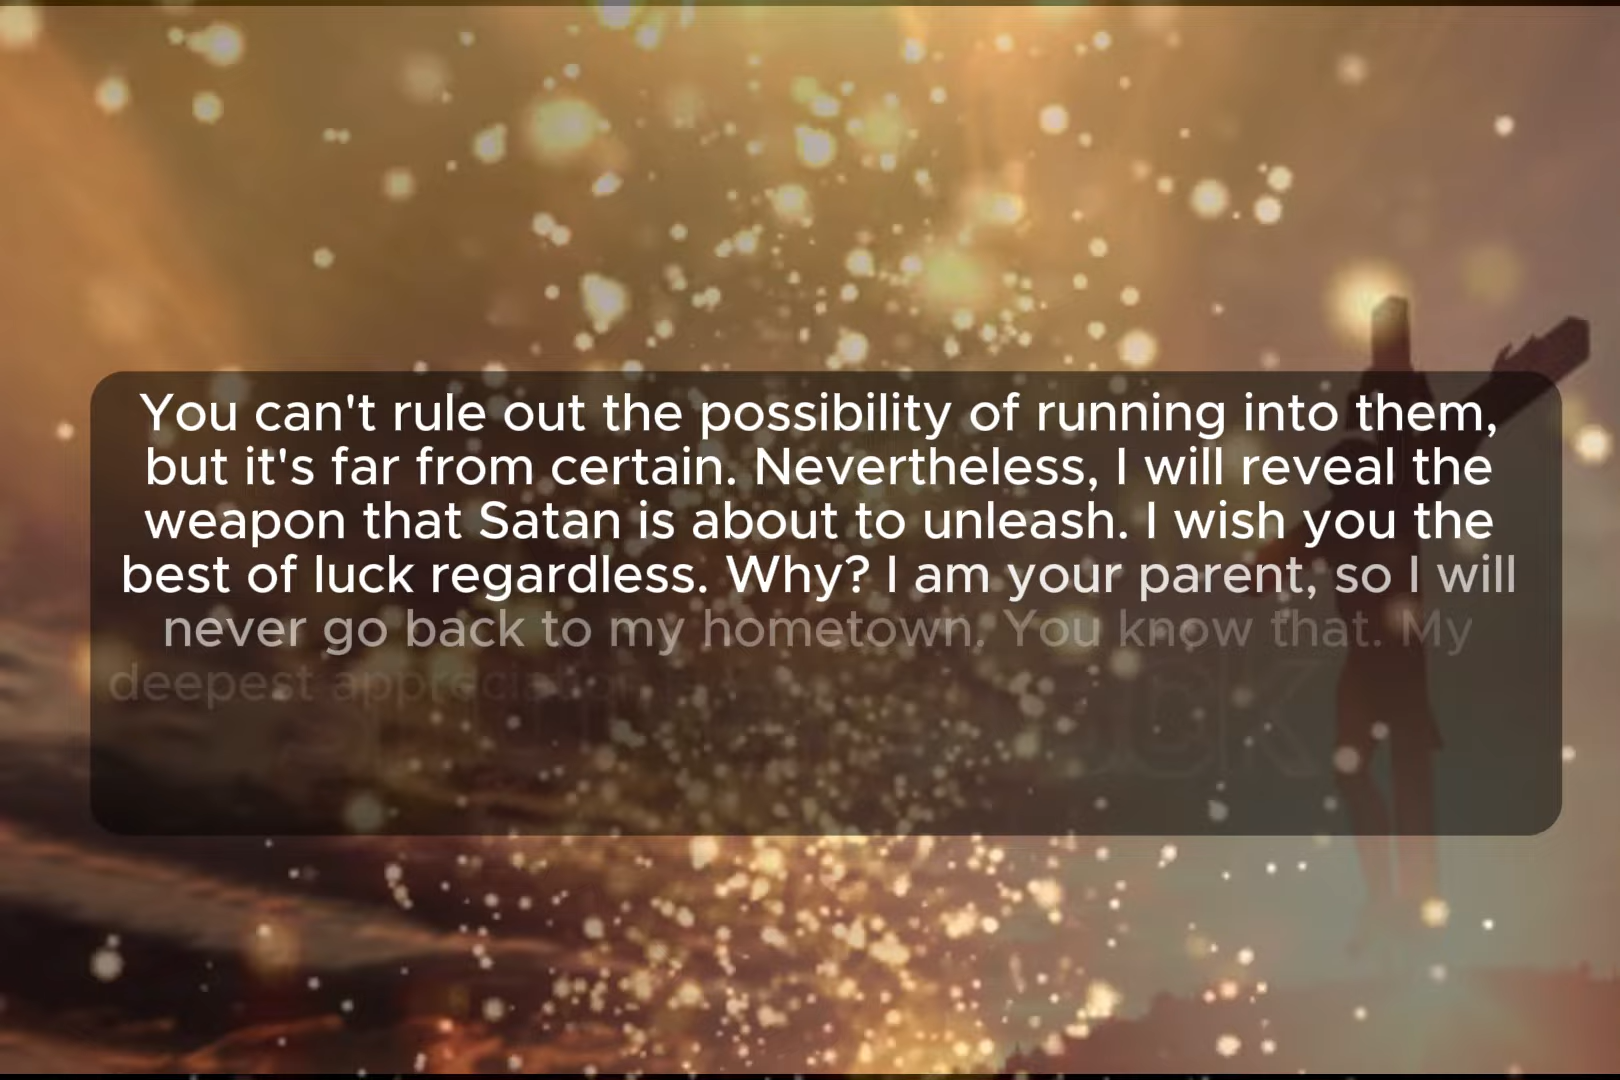 You can't rule out the possibility of running into them,
but it's far from certain. Nevertheless, I will reveal the
weapon that Satan is about to unleash. I wish you the
best of luck regardless. Why? I am your parent, so I will
never go back to my hometown. You know that. My
deepest appreciation